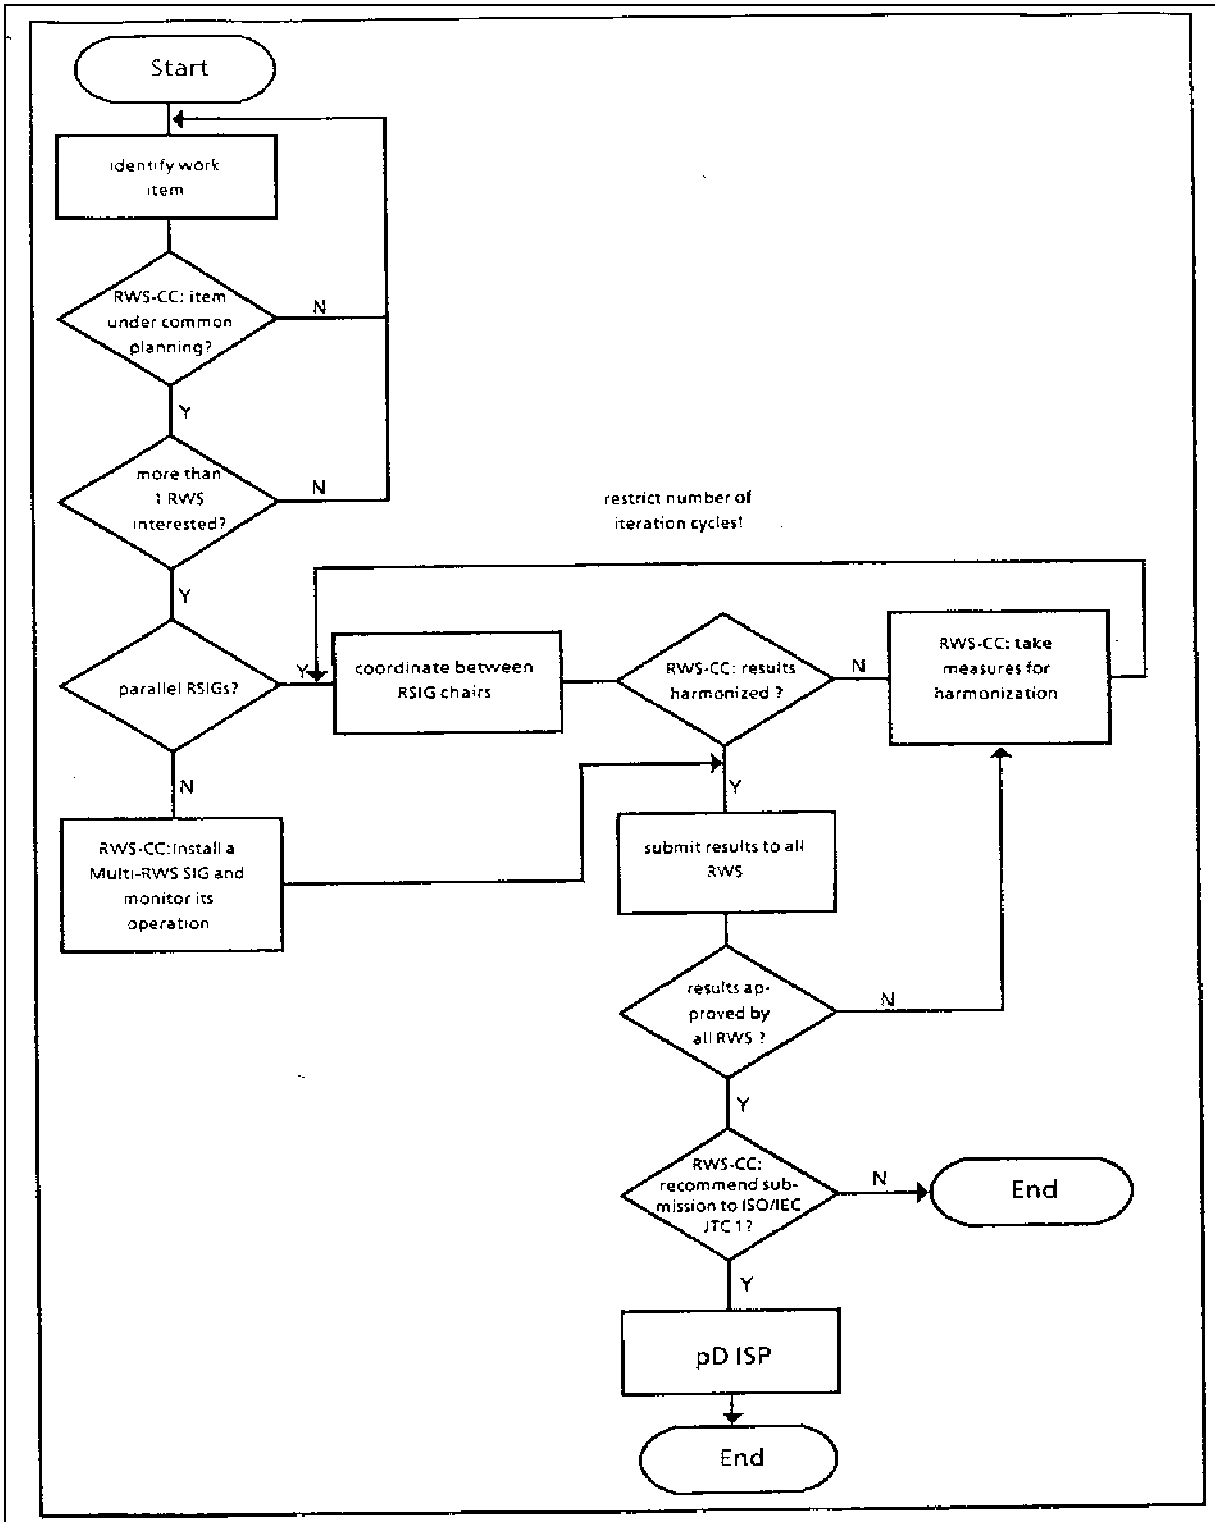 Start
identify work
item
RWS-CC: item
under common
planning?
N
Y
more than
1 RWS
interested?
N
Y
restrict number of
iteration cycles!
parallel RSIGs?
Y
coordinate between
RSIG chairs
RWS-CC: results
harmonized ?
N
RWS-CC: take
measures for
harmonization
N
Y
RWS-CC: Install a
Multi-RWS SIG and
monitor its
operation
submit results to all
RWS
results ap-
proved by
all RWS ?
N
Y
RWS-CC:
recommend sub-
mission to ISO/IEC
JTC 1?
N
End
Y
pD ISP
End